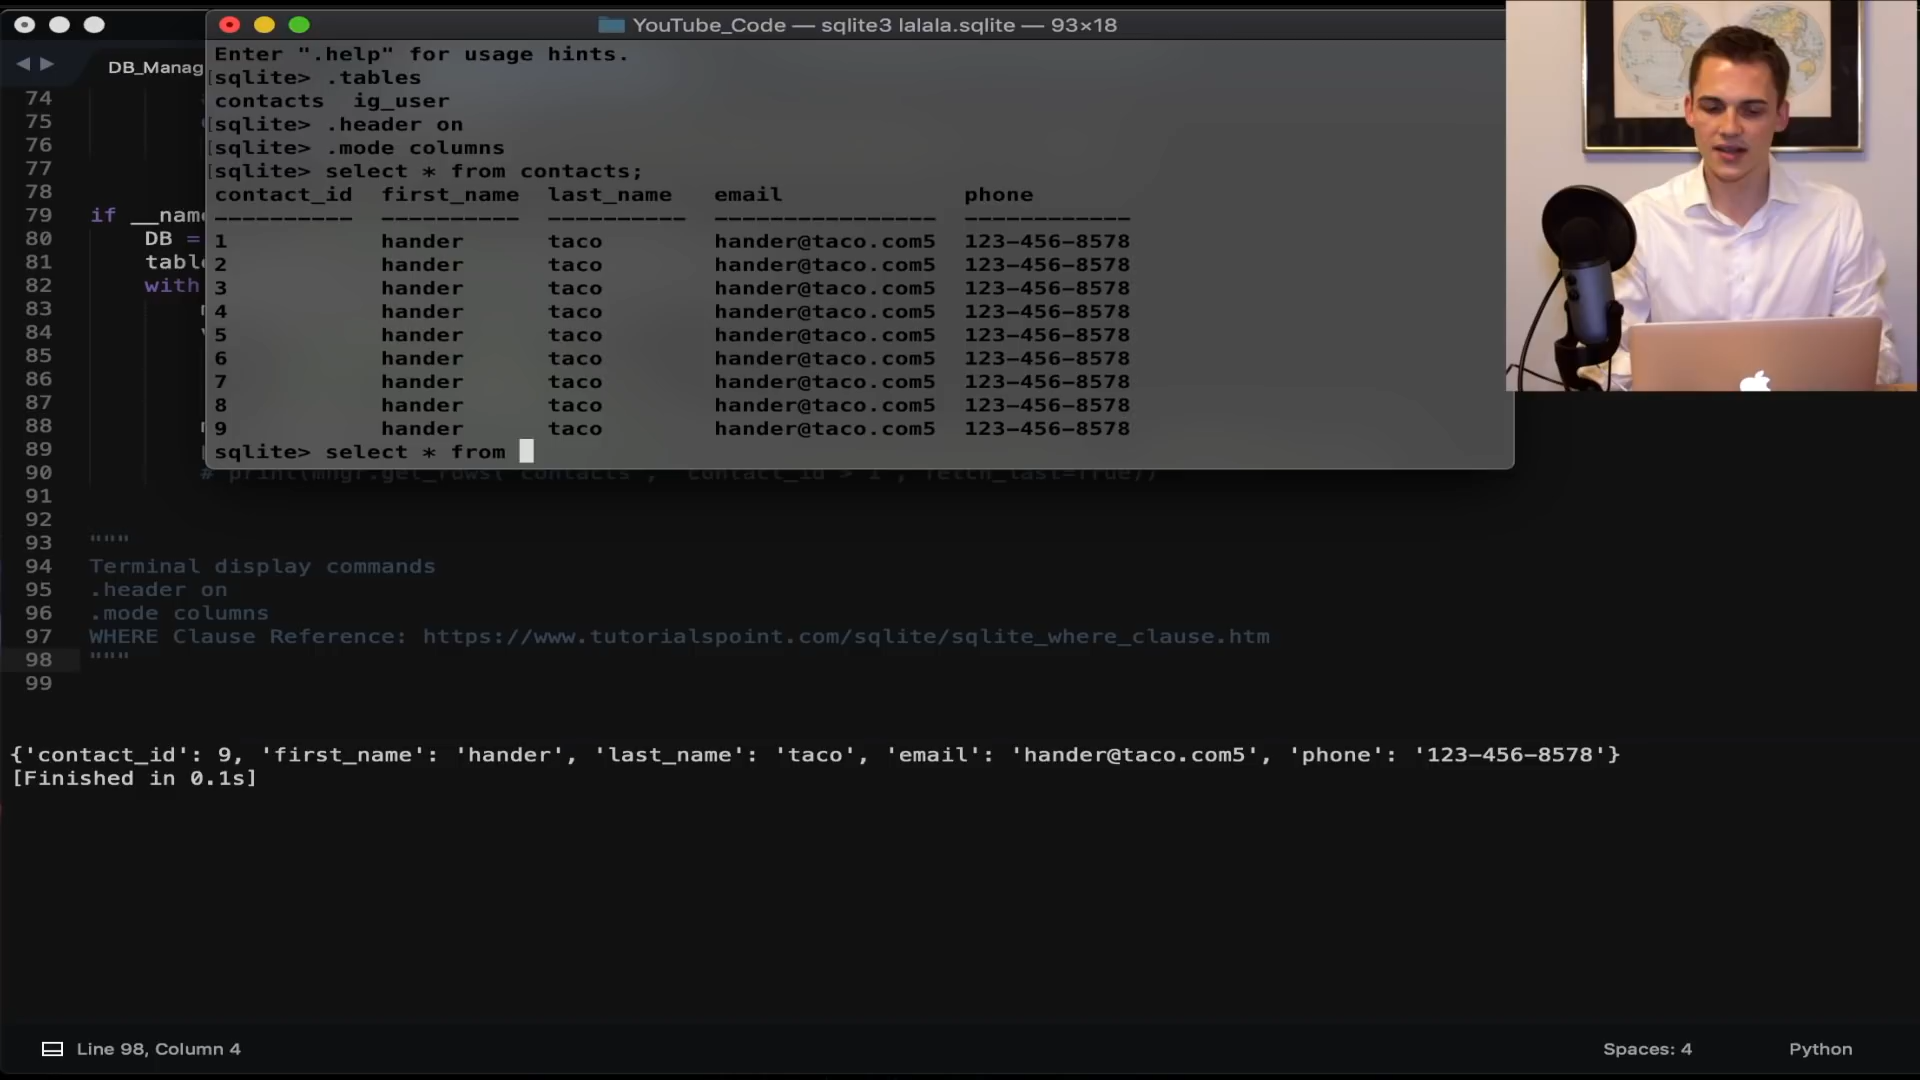 YouTube_Code — sqlite3 lalala.sqlite — 93×18
Enter ".help" for usage hints.
[sqlite> .tables
contacts ig_user
[sqlite> .header on
[sqlite> .mode columns
[sqlite> select * from contacts;
contact_id first_name last_name email phone
---------- ---------- ---------- ---------------- ------------
1 hander taco hander@taco.com5 123-456-8578
2 hander taco hander@taco.com5 123-456-8578
3 hander taco hander@taco.com5 123-456-8578
4 hander taco hander@taco.com5 123-456-8578
5 hander taco hander@taco.com5 123-456-8578
6 hander taco hander@taco.com5 123-456-8578
7 hander taco hander@taco.com5 123-456-8578
8 hander taco hander@taco.com5 123-456-8578
9 hander taco hander@taco.com5 123-456-8578
sqlite> select * from
DB_Manag
74
75
76
77
78
79 if __name
80 DB =
81 table
82 with
83
84
85
86
87
88
89
90 # print(mngr.get_rows("contacts", "contact_id > 1", fetch_last=True))
91
92
93 """
94 Terminal display commands
95 .header on
96 .mode columns
97 WHERE Clause Reference: https://www.tutorialspoint.com/sqlite/sqlite_where_clause.htm
98 """
99
{'contact_id': 9, 'first_name': 'hander', 'last_name': 'taco', 'email': 'hander@taco.com5', 'phone': '123-456-8578'}
[Finished in 0.1s]
Line 98, Column 4
Spaces: 4
Python